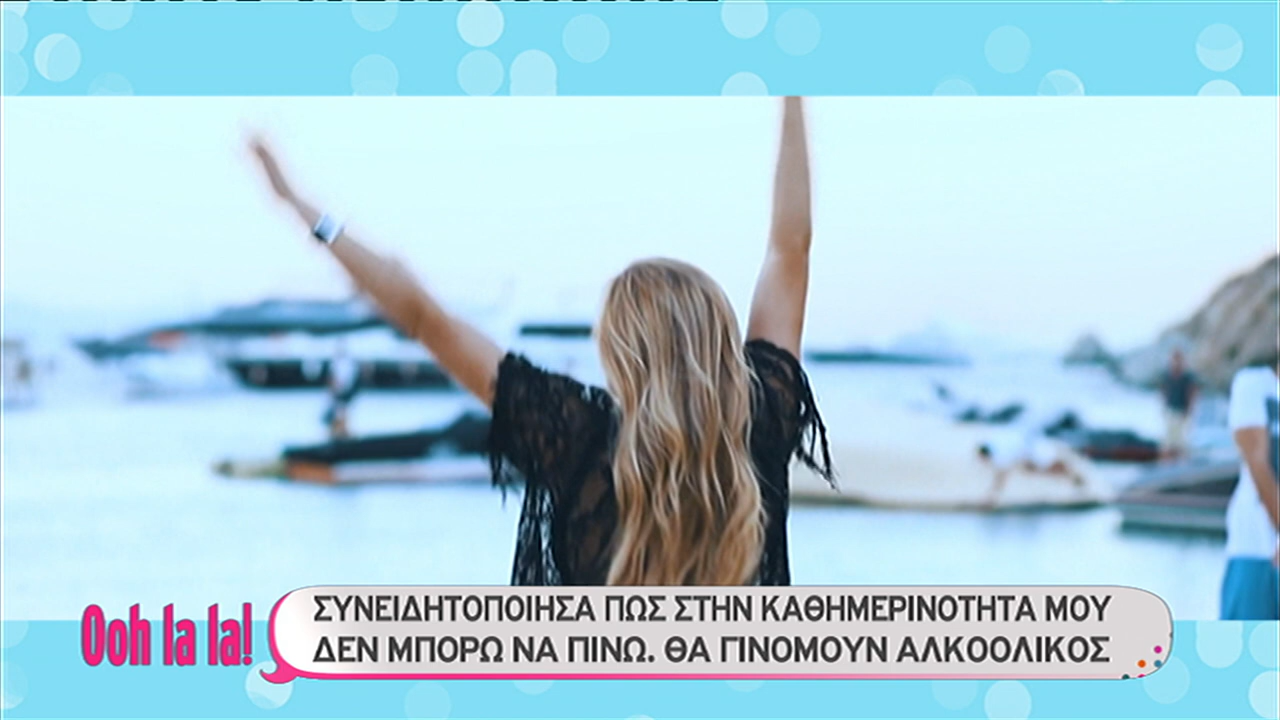 Ooh la la!
ΣΥΝΕΙΔΗΤΟΠΟΙΗΣΑ ΠΩΣ ΣΤΗΝ ΚΑΘΗΜΕΡΙΝΟΤΗΤΑ ΜΟΥ
ΔΕΝ ΜΠΟΡΩ ΝΑ ΠΙΝΩ. ΘΑ ΓΙΝΟΜΟΥΝ ΑΛΚΟΟΛΙΚΟΣ